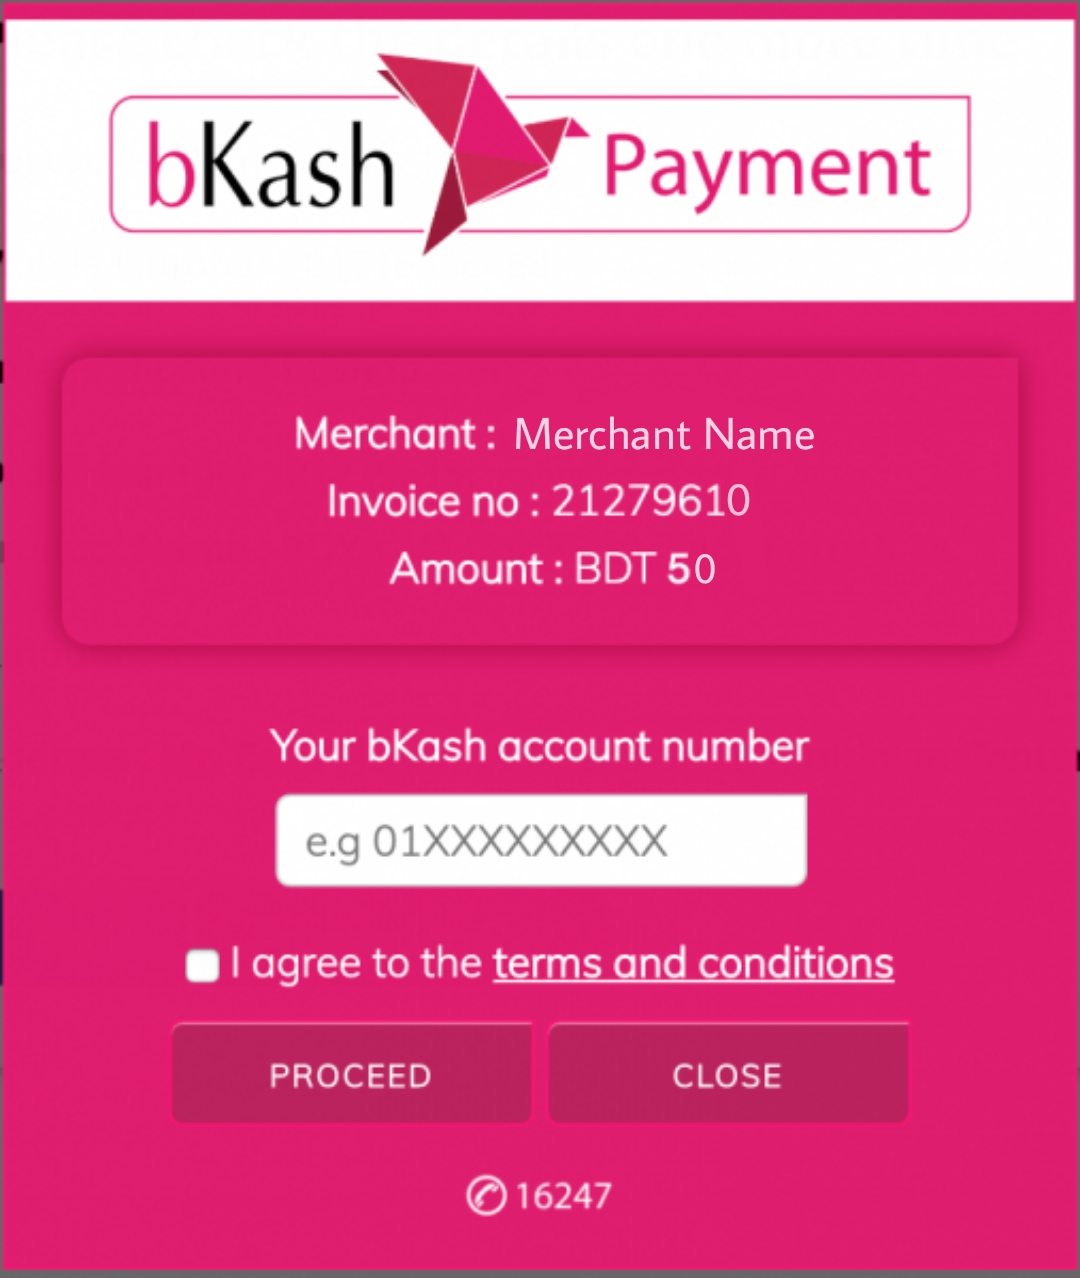 bKash Payment
Merchant : Merchant Name
Invoice no : 21279610
Amount : BDT 50
Your bKash account number
e.g 01XXXXXXXXX
I agree to the terms and conditions
PROCEED CLOSE
16247